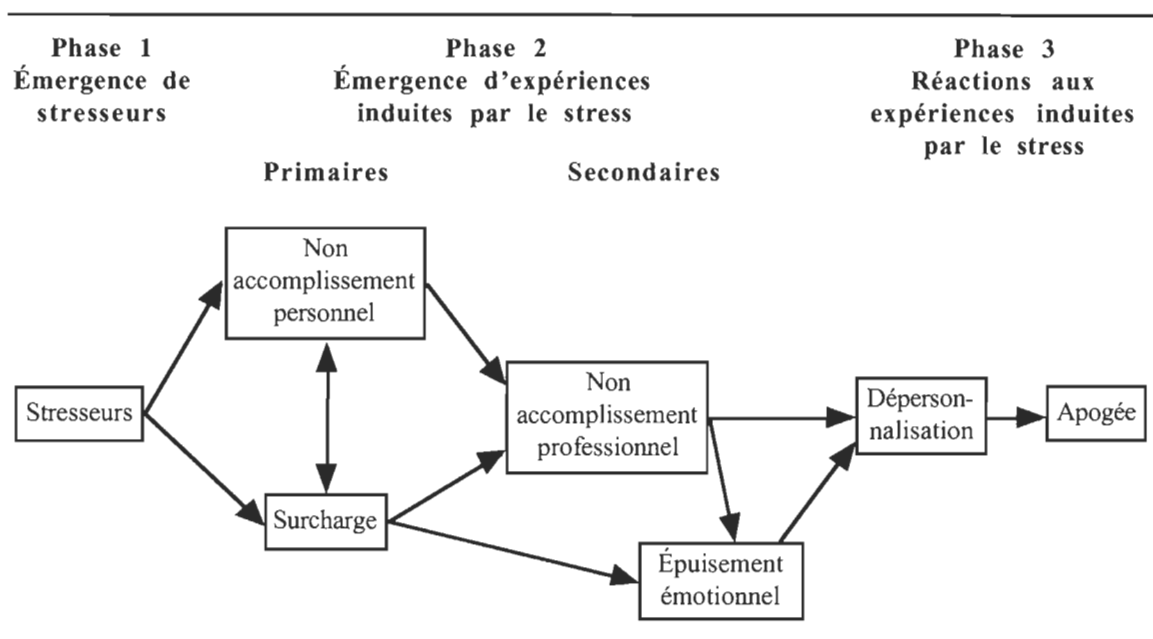 Phase 1
Émergence de
stresseurs
Phase 2
Émergence d'expériences
induites par le stress
Phase 3
Réactions aux
expériences induites
par le stress
Primaires
Secondaires
Non
accomplissement
personnel
Stresseurs
Surcharge
Non
accomplissement
professionnel
Épuisement
émotionnel
Déperson-
nalisation
Apogée